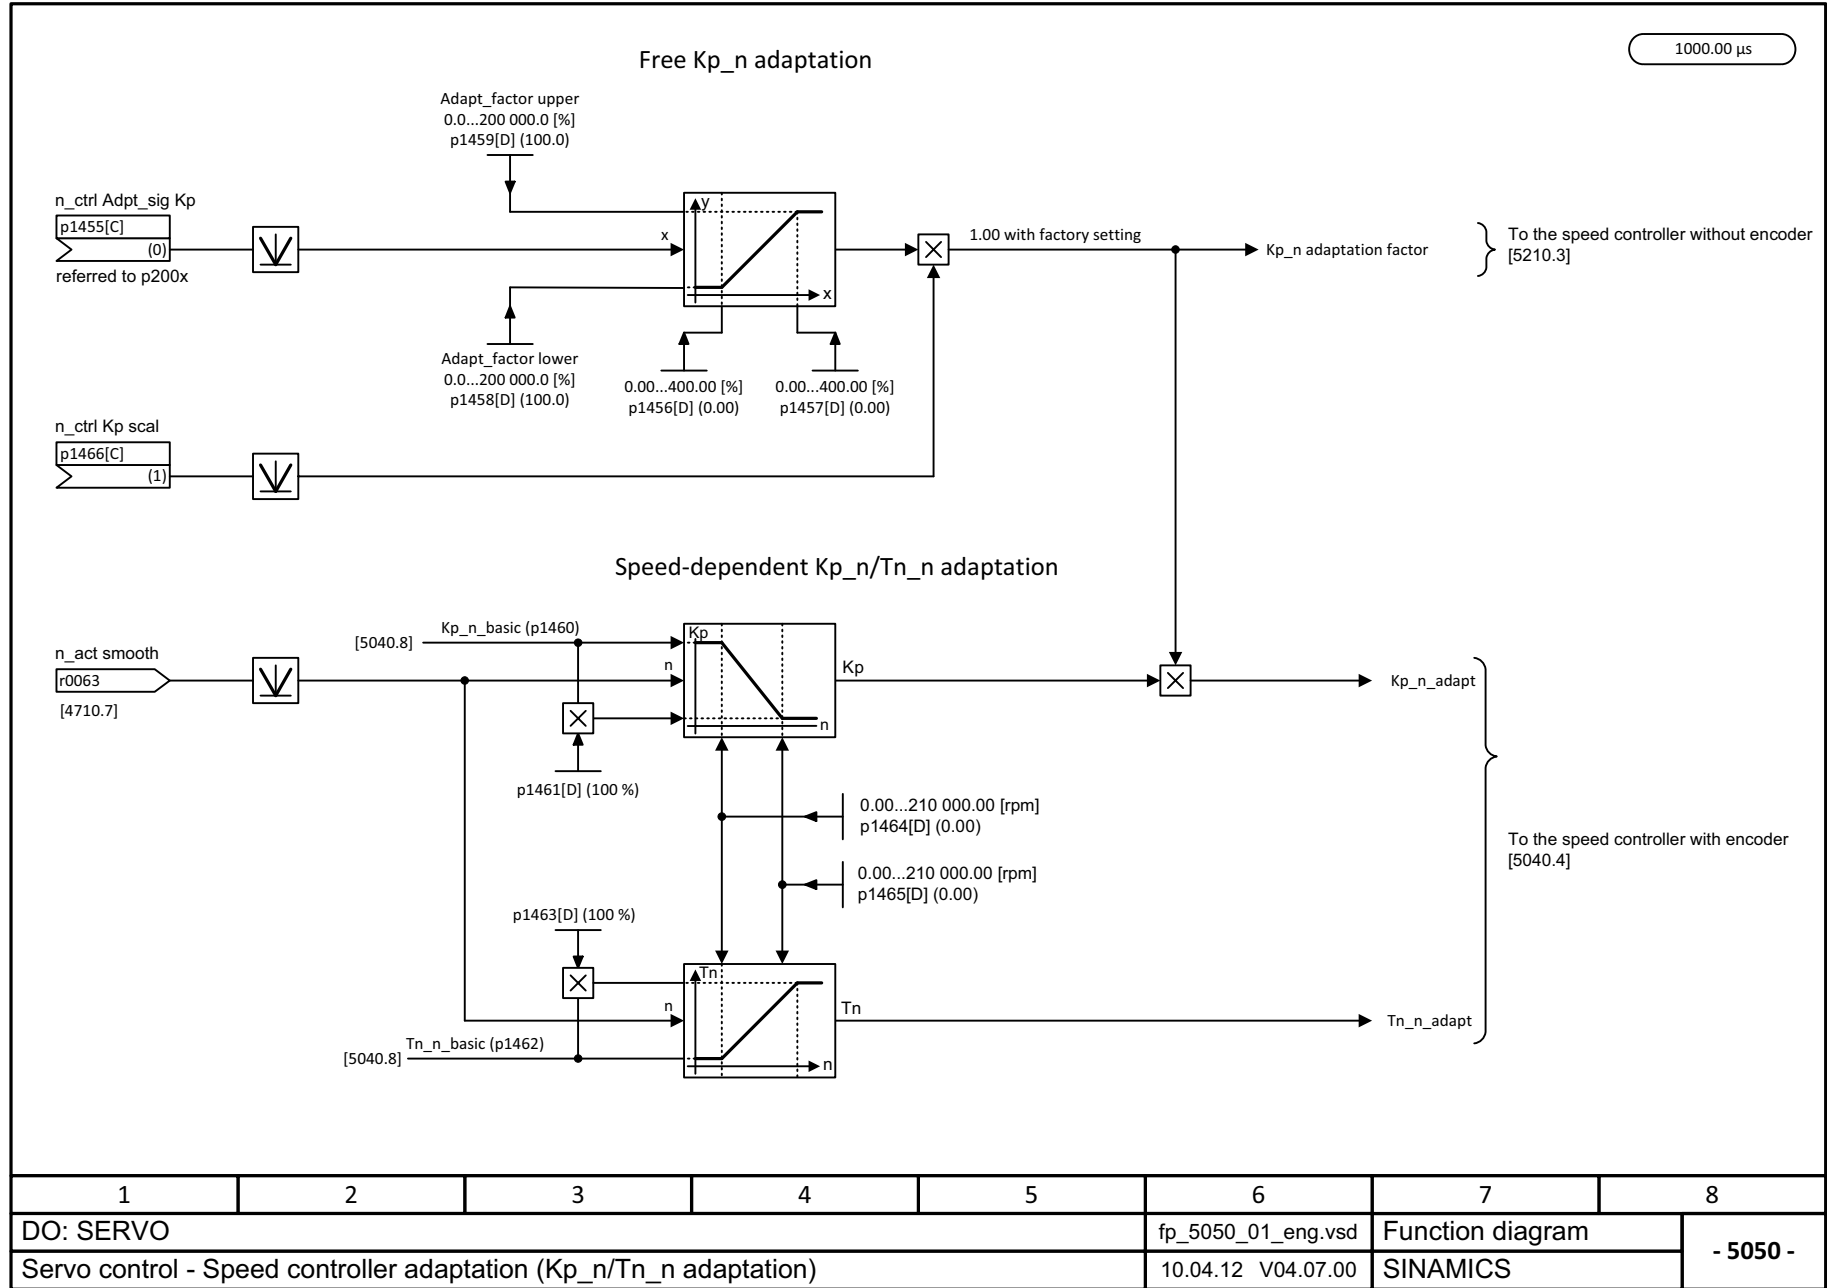 Free Kp_n adaptation
1000.00 µs
Adapt_factor upper
0.0...200 000.0 [%]
p1459[D] (100.0)
n_ctrl Adpt_sig Kp
p1455[C]
(0)
referred to p200x
y
x
x
1.00 with factory setting
Kp_n adaptation factor
To the speed controller without encoder
[5210.3]
Adapt_factor lower
0.0...200 000.0 [%]
p1458[D] (100.0)
0.00...400.00 [%]
p1456[D] (0.00)
0.00...400.00 [%]
p1457[D] (0.00)
n_ctrl Kp scal
p1466[C]
(1)
Speed-dependent Kp_n/Tn_n adaptation
[5040.8]
Kp_n_basic (p1460)
n_act smooth
r0063
[4710.7]
Kp
n
n
Kp
Kp_n_adapt
p1461[D] (100 %)
0.00...210 000.00 [rpm]
p1464[D] (0.00)
0.00...210 000.00 [rpm]
p1465[D] (0.00)
To the speed controller with encoder
[5040.4]
p1463[D] (100 %)
Tn
n
n
Tn
Tn_n_adapt
[5040.8]
Tn_n_basic (p1462)
1 2 3 4 5 6 7 8
DO: SERVO
fp_5050_01_eng.vsd
Function diagram
- 5050 -
Servo control - Speed controller adaptation (Kp_n/Tn_n adaptation)
10.04.12 V04.07.00
SINAMICS